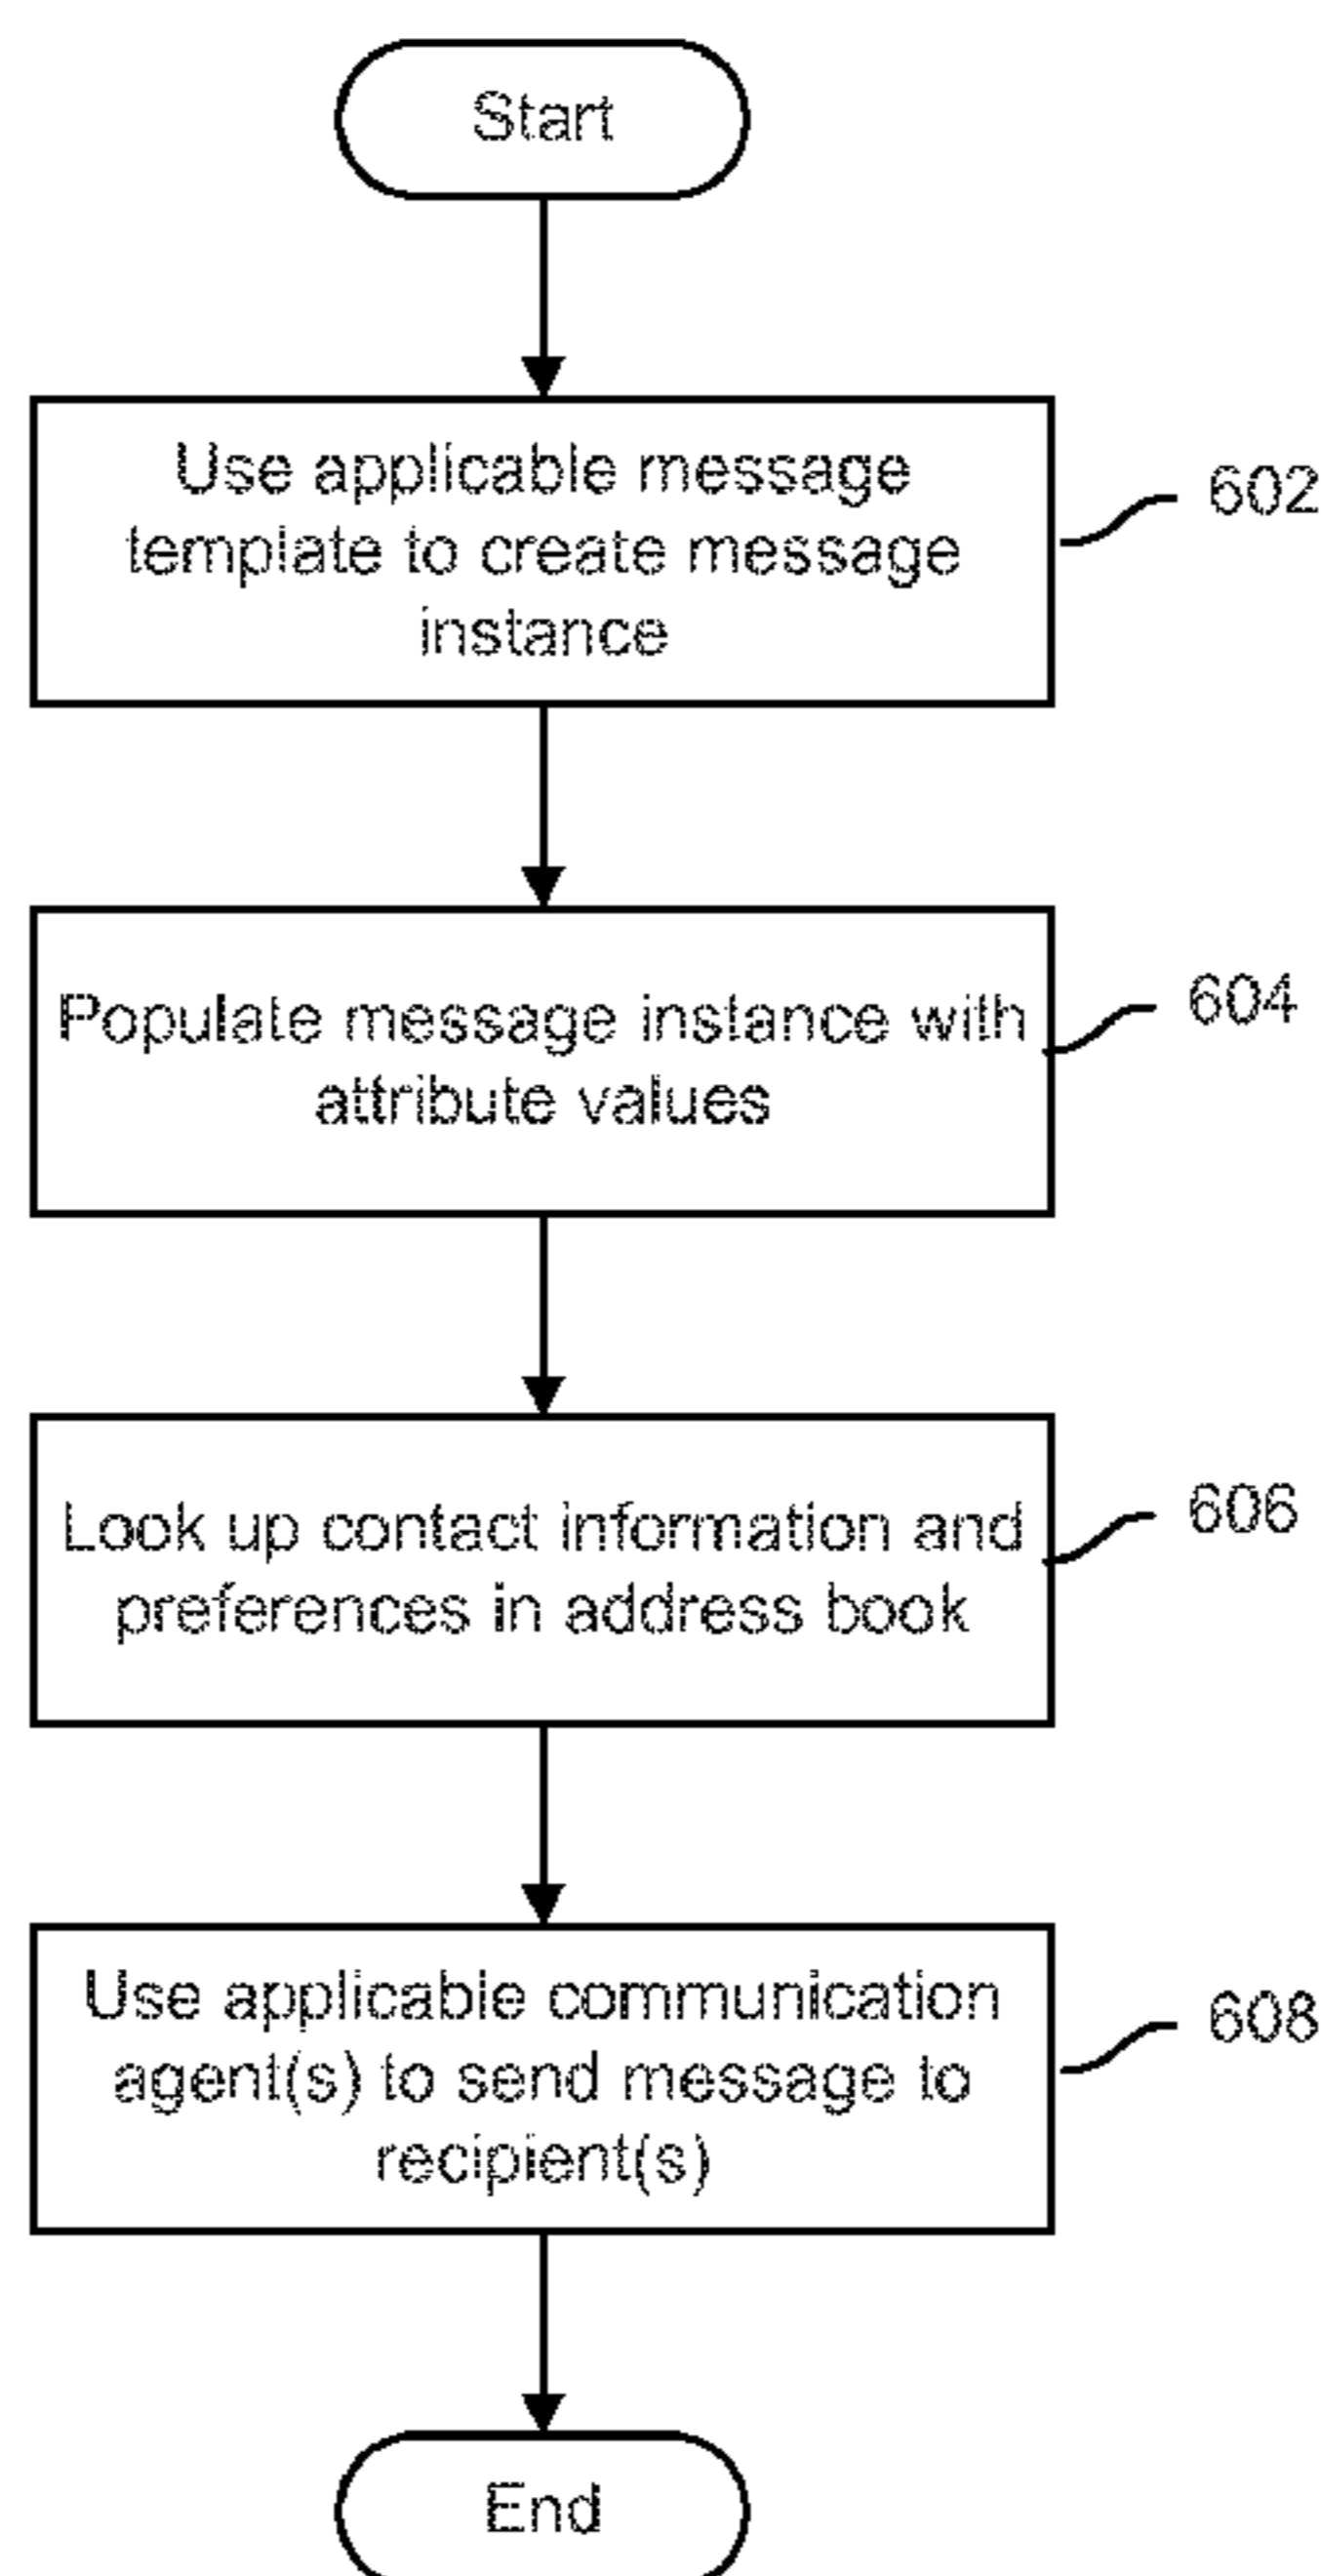 Start
Use applicable message
template to create message
instance
602
Populate message instance with
attribute values
604
Look up contact information and
preferences in address book
606
Use applicable communication
agent(s) to send message to
recipient(s)
608
End